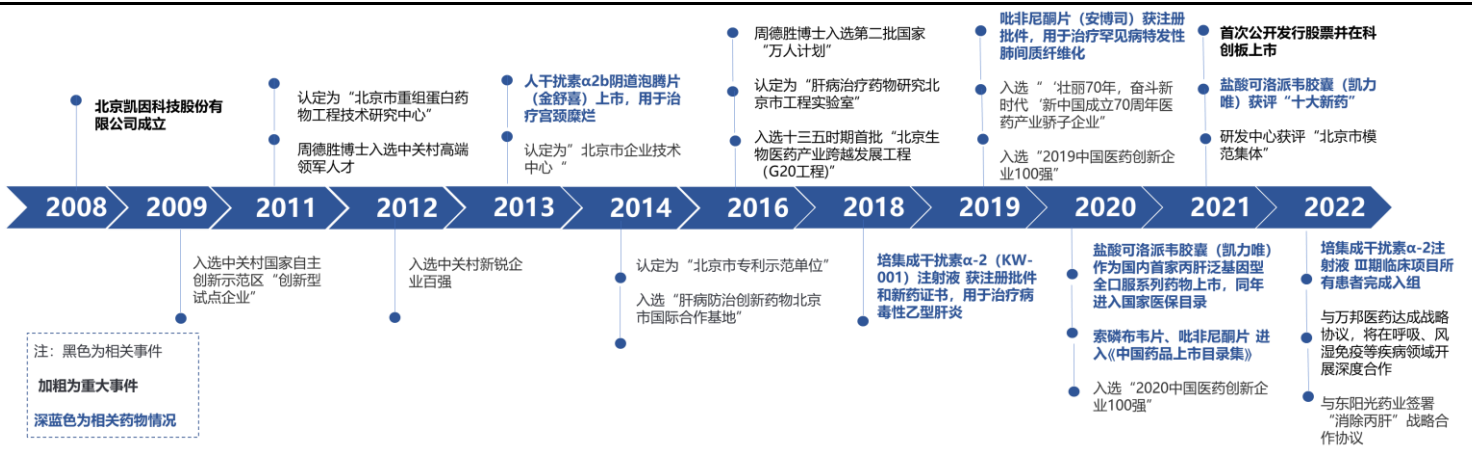 北京凯因科技股份有
限公司成立
认定为“北京市重组蛋白药
物工程技术研究中心”
周德胜博士入选中关村高端
领军人才
人干扰素α2b阴道泡腾片
（金舒喜）上市，用于治
疗宫颈糜烂
认定为”北京市企业技术
中心“
周德胜博士入选第二批国家
“万人计划”
认定为“肝病治疗药物研究北
京市工程实验室”
入选十三五时期首批“北京生
物医药产业跨越发展工程
（G20工程)”
吡非尼酮片（安博司）获注册
批件，用于治疗罕见病特发性
肺间质纤维化
入选“‘壮丽70年，奋斗新
时代‘新中国成立70周年医
药产业骄子企业”
入选“2019中国医药创新企
业100强”
首次公开发行股票并在科
创板上市
盐酸可洛派韦胶囊（凯力
唯）获评“十大新药”
研发中心获评“北京市模
范集体”
2008
2009
2011
2012
2013
2014
2016
2018
2019
2020
2021
2022
入选中关村国家自主
创新示范区“创新型
试点企业”
入选中关村新锐企
业百强
认定为“北京市专利示范单位”
入选“肝病防治创新药物北京
市国际合作基地”
培集成干扰素α-2（KW-
001）注射液 获注册批件
和新药证书，用于治疗病
毒性乙型肝炎
盐酸可洛派韦胶囊（凯力唯）
作为国内首家丙肝泛基因型
全口服系列药物上市，同年
进入国家医保目录
索磷布韦片、吡非尼酮片 进
入《中国药品上市目录集》
入选“2020中国医药创新企
业100强”
培集成干扰素α-2注
射液 Ⅲ期临床项目所
有患者完成入组
与万邦医药达成战略
协议，将在呼吸、风
湿免疫等疾病领域开
展深度合作
与东阳光药业签署
“消除丙肝”战略合
作协议
注：黑色为相关事件
加粗为重大事件
深蓝色为相关药物情况